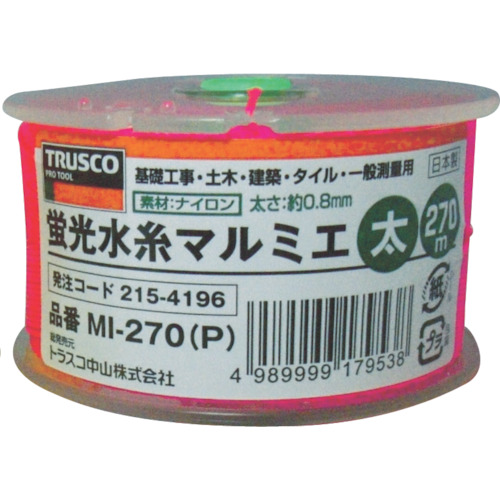 TRUSCO
PRO TOOL
基礎工事・土木・建築・タイル・一般測量用
日本製
素材:ナイロン 太さ:約0.8mm
蛍光水糸マルミエ 太 270m
発注コード 215-4196
品番 MI-270(P)
総発売元
トラスコ中山株式会社
4 989999 179538
紙
プラ